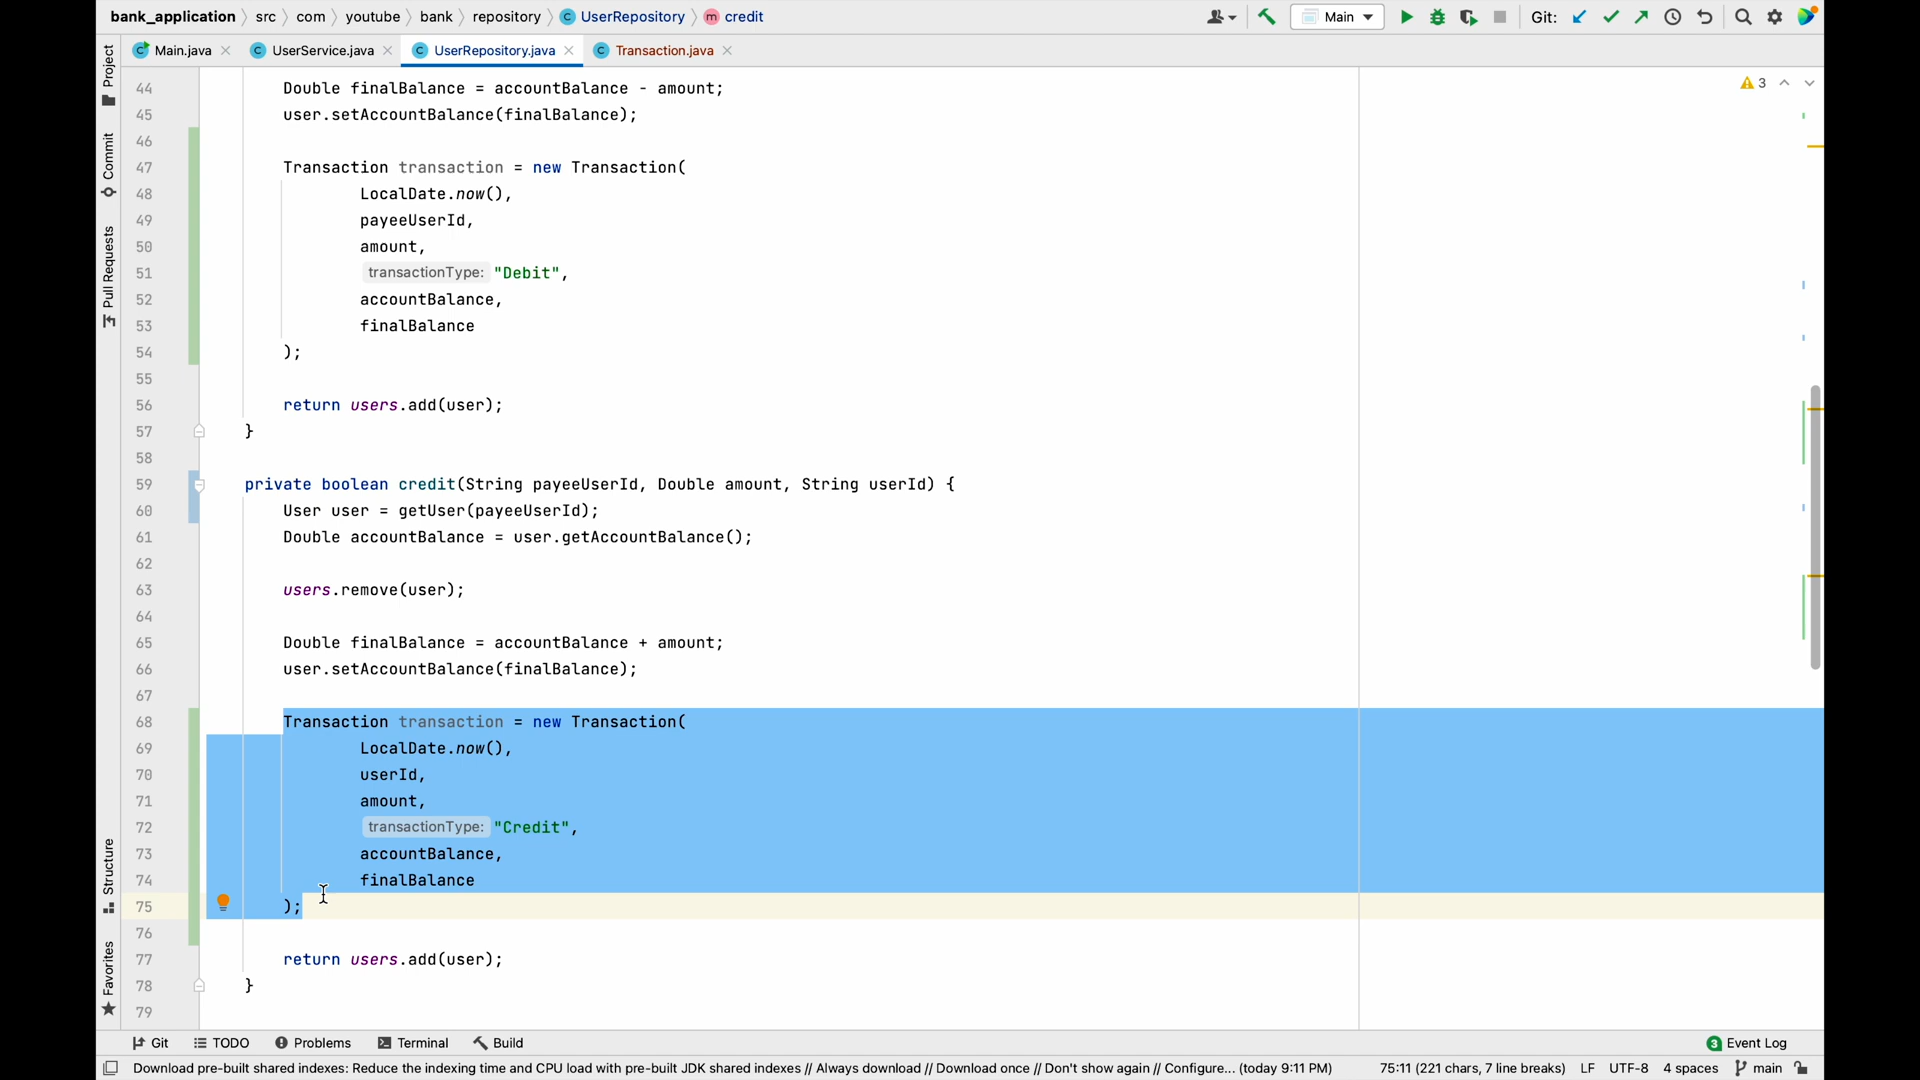 bank_application src com youtube bank repository UserRepository credit Main Git:
Main.java UserService.java UserRepository.java Transaction.java
Project
Commit
Pull Requests
Structure
Favorites
3
44 Double finalBalance = accountBalance - amount;
45 user.setAccountBalance(finalBalance);
46
47 Transaction transaction = new Transaction(
48 LocalDate.now(),
49 payeeUserId,
50 amount,
51 transactionType: "Debit",
52 accountBalance,
53 finalBalance
54 );
55
56 return users.add(user);
57 }
58
59 private boolean credit(String payeeUserId, Double amount, String userId) {
60 User user = getUser(payeeUserId);
61 Double accountBalance = user.getAccountBalance();
62
63 users.remove(user);
64
65 Double finalBalance = accountBalance + amount;
66 user.setAccountBalance(finalBalance);
67
68 Transaction transaction = new Transaction(
69 LocalDate.now(),
70 userId,
71 amount,
72 transactionType: "Credit",
73 accountBalance,
74 finalBalance
75 );
76
77 return users.add(user);
78 }
79
Git TODO Problems Terminal Build 3 Event Log
Download pre-built shared indexes: Reduce the indexing time and CPU load with pre-built JDK shared indexes // Always download // Download once // Don't show again // Configure... (today 9:11 PM) 75:11 (221 chars, 7 line breaks) LF UTF-8 4 spaces main